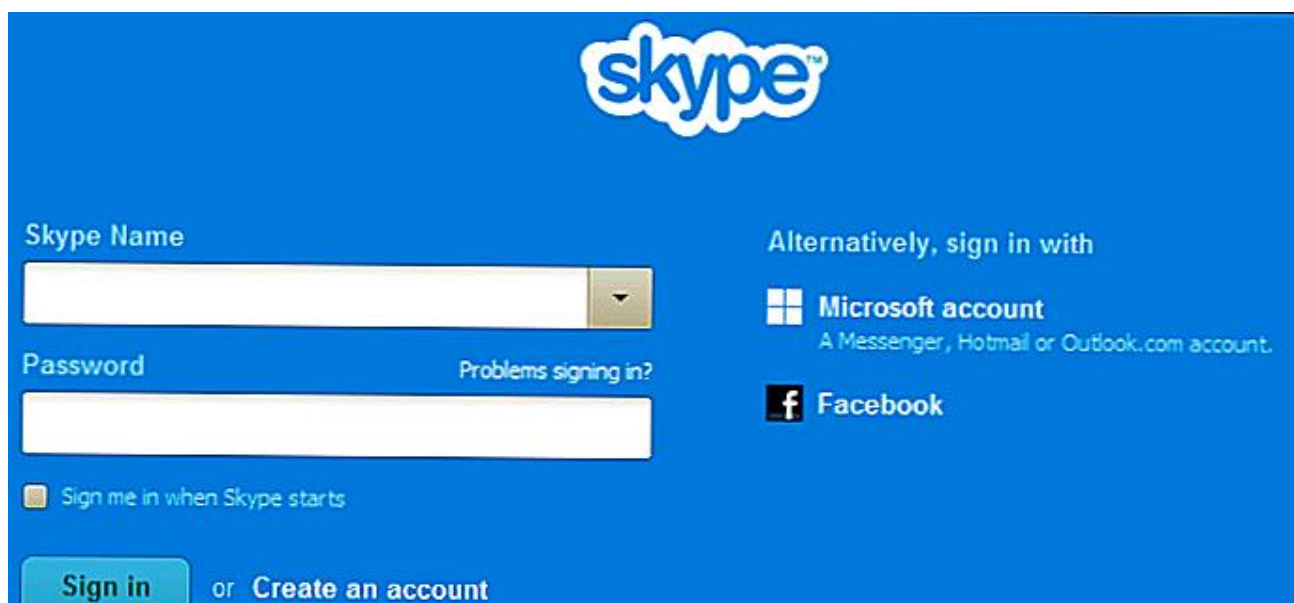 skype™
Skype Name
Password
Problems signing in?
Sign me in when Skype starts
Sign in or Create an account
Alternatively, sign in with
Microsoft account
A Messenger, Hotmail or Outlook.com account.
Facebook